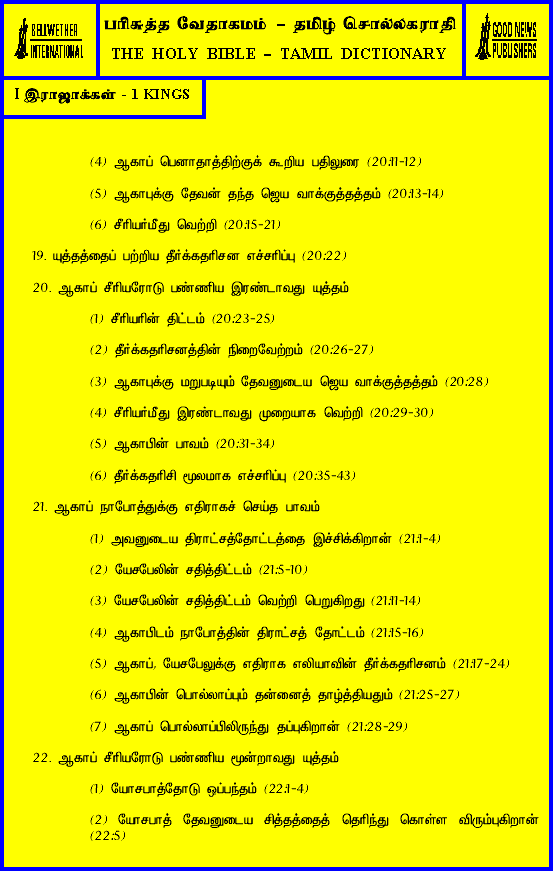 BELLWETHER
INTERNATIONAL
பரிசுத்த வேதாகமம் – தமிழ் சொல்லகராதி
THE HOLY BIBLE – TAMIL DICTIONARY
GOOD NEWS
PUBLISHERS
I இராஜாக்கள் - 1 KINGS
(4) ஆகாப் பெனாதாத்திற்குக் கூறிய பதிலுரை (20:11-12)
(5) ஆகாபுக்கு தேவன் தந்த ஜெய வாக்குத்தத்தம் (20:13-14)
(6) சீரியர்மீது வெற்றி (20:15-21)
19. யுத்தத்தைப் பற்றிய தீர்க்கதரிசன எச்சரிப்பு (20:22)
20. ஆகாப் சீரியரோடு பண்ணிய இரண்டாவது யுத்தம்
(1) சீரியரின் திட்டம் (20:23-25)
(2) தீர்க்கதரிசனத்தின் நிறைவேற்றம் (20:26-27)
(3) ஆகாபுக்கு மறுபடியும் தேவனுடைய ஜெய வாக்குத்தத்தம் (20:28)
(4) சீரியர்மீது இரண்டாவது முறையாக வெற்றி (20:29-30)
(5) ஆகாபின் பாவம் (20:31-34)
(6) தீர்க்கதரிசி மூலமாக எச்சரிப்பு (20:35-43)
21. ஆகாப் நாபோத்துக்கு எதிராகச் செய்த பாவம்
(1) அவனுடைய திராட்சத்தோட்டத்தை இச்சிக்கிறான் (21:1-4)
(2) யேசபேலின் சதித்திட்டம் (21:5-10)
(3) யேசபேலின் சதித்திட்டம் வெற்றி பெறுகிறது (21:11-14)
(4) ஆகாபிடம் நாபோத்தின் திராட்சத் தோட்டம் (21:15-16)
(5) ஆகாப், யேசபேலுக்கு எதிராக எலியாவின் தீர்க்கதரிசனம் (21:17-24)
(6) ஆகாபின் பொல்லாப்பும் தன்னைத் தாழ்த்தியதும் (21:25-27)
(7) ஆகாப் பொல்லாப்பிலிருந்து தப்புகிறான் (21:28-29)
22. ஆகாப் சீரியரோடு பண்ணிய மூன்றாவது யுத்தம்
(1) யோசபாத்தோடு ஒப்பந்தம் (22:1-4)
(2) யோசபாத் தேவனுடைய சித்தத்தைத் தெரிந்து கொள்ள விரும்புகிறான்
(22:5)